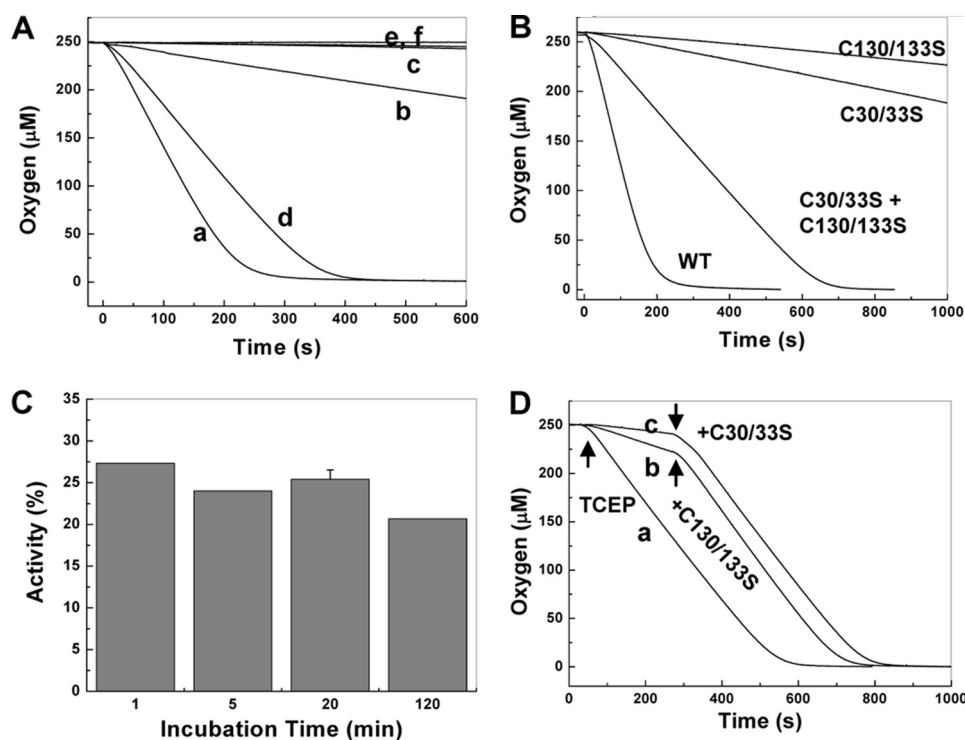 A
Oxygen (μM)
250
200
150
100
50
0
e, f
c
b
d
a
0 100 200 300 400 500 600
Time (s)
B
Oxygen (μM)
250
200
150
100
50
0
C130/133S
C30/33S
C30/33S +
C130/133S
WT
0 200 400 600 800 1000
Time (s)
C
Activity (%)
35
30
25
20
15
10
5
0
1 5 20 120
Incubation Time (min)
D
Oxygen (μM)
250
200
150
100
50
0
c
+C30/33S
b
TCEP
+C130/133S
a
0 200 400 600 800 1000
Time (s)